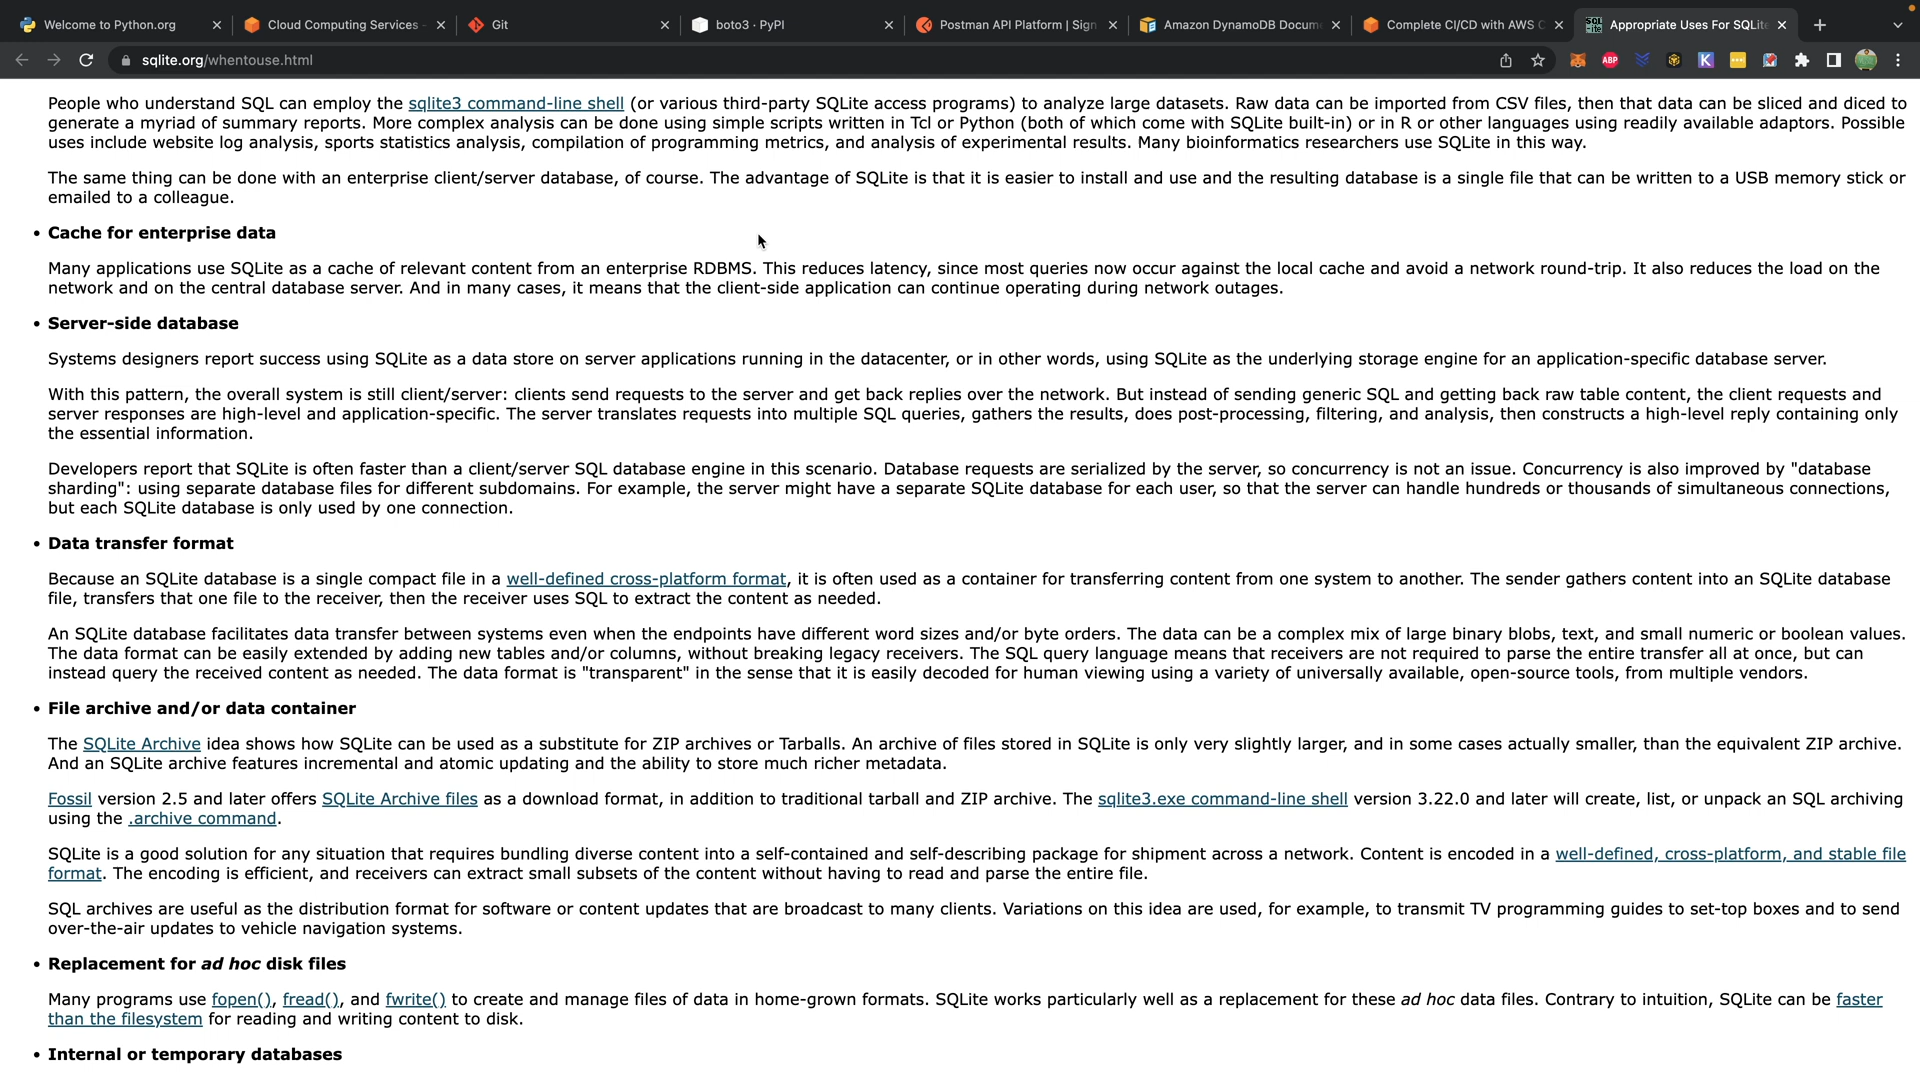 Welcome to Python.org
Cloud Computing Services -
Git
boto3 · PyPI
Postman API Platform | Sign
Amazon DynamoDB Docum
Complete CI/CD with AWS C
Appropriate Uses For SQLite
sqlite.org/whentouse.html
People who understand SQL can employ the sqlite3 command-line shell (or various third-party SQLite access programs) to analyze large datasets. Raw data can be imported from CSV files, then that data can be sliced and diced to
generate a myriad of summary reports. More complex analysis can be done using simple scripts written in Tcl or Python (both of which come with SQLite built-in) or in R or other languages using readily available adaptors. Possible
uses include website log analysis, sports statistics analysis, compilation of programming metrics, and analysis of experimental results. Many bioinformatics researchers use SQLite in this way.
The same thing can be done with an enterprise client/server database, of course. The advantage of SQLite is that it is easier to install and use and the resulting database is a single file that can be written to a USB memory stick or
emailed to a colleague.
• Cache for enterprise data
Many applications use SQLite as a cache of relevant content from an enterprise RDBMS. This reduces latency, since most queries now occur against the local cache and avoid a network round-trip. It also reduces the load on the
network and on the central database server. And in many cases, it means that the client-side application can continue operating during network outages.
• Server-side database
Systems designers report success using SQLite as a data store on server applications running in the datacenter, or in other words, using SQLite as the underlying storage engine for an application-specific database server.
With this pattern, the overall system is still client/server: clients send requests to the server and get back replies over the network. But instead of sending generic SQL and getting back raw table content, the client requests and
server responses are high-level and application-specific. The server translates requests into multiple SQL queries, gathers the results, does post-processing, filtering, and analysis, then constructs a high-level reply containing only
the essential information.
Developers report that SQLite is often faster than a client/server SQL database engine in this scenario. Database requests are serialized by the server, so concurrency is not an issue. Concurrency is also improved by "database
sharding": using separate database files for different subdomains. For example, the server might have a separate SQLite database for each user, so that the server can handle hundreds or thousands of simultaneous connections,
but each SQLite database is only used by one connection.
• Data transfer format
Because an SQLite database is a single compact file in a well-defined cross-platform format, it is often used as a container for transferring content from one system to another. The sender gathers content into an SQLite database
file, transfers that one file to the receiver, then the receiver uses SQL to extract the content as needed.
An SQLite database facilitates data transfer between systems even when the endpoints have different word sizes and/or byte orders. The data can be a complex mix of large binary blobs, text, and small numeric or boolean values.
The data format can be easily extended by adding new tables and/or columns, without breaking legacy receivers. The SQL query language means that receivers are not required to parse the entire transfer all at once, but can
instead query the received content as needed. The data format is "transparent" in the sense that it is easily decoded for human viewing using a variety of universally available, open-source tools, from multiple vendors.
• File archive and/or data container
The SQLite Archive idea shows how SQLite can be used as a substitute for ZIP archives or Tarballs. An archive of files stored in SQLite is only very slightly larger, and in some cases actually smaller, than the equivalent ZIP archive.
And an SQLite archive features incremental and atomic updating and the ability to store much richer metadata.
Fossil version 2.5 and later offers SQLite Archive files as a download format, in addition to traditional tarball and ZIP archive. The sqlite3.exe command-line shell version 3.22.0 and later will create, list, or unpack an SQL archiving
using the .archive command.
SQLite is a good solution for any situation that requires bundling diverse content into a self-contained and self-describing package for shipment across a network. Content is encoded in a well-defined, cross-platform, and stable file
format. The encoding is efficient, and receivers can extract small subsets of the content without having to read and parse the entire file.
SQL archives are useful as the distribution format for software or content updates that are broadcast to many clients. Variations on this idea are used, for example, to transmit TV programming guides to set-top boxes and to send
over-the-air updates to vehicle navigation systems.
• Replacement for ad hoc disk files
Many programs use fopen(), fread(), and fwrite() to create and manage files of data in home-grown formats. SQLite works particularly well as a replacement for these ad hoc data files. Contrary to intuition, SQLite can be faster
than the filesystem for reading and writing content to disk.
• Internal or temporary databases